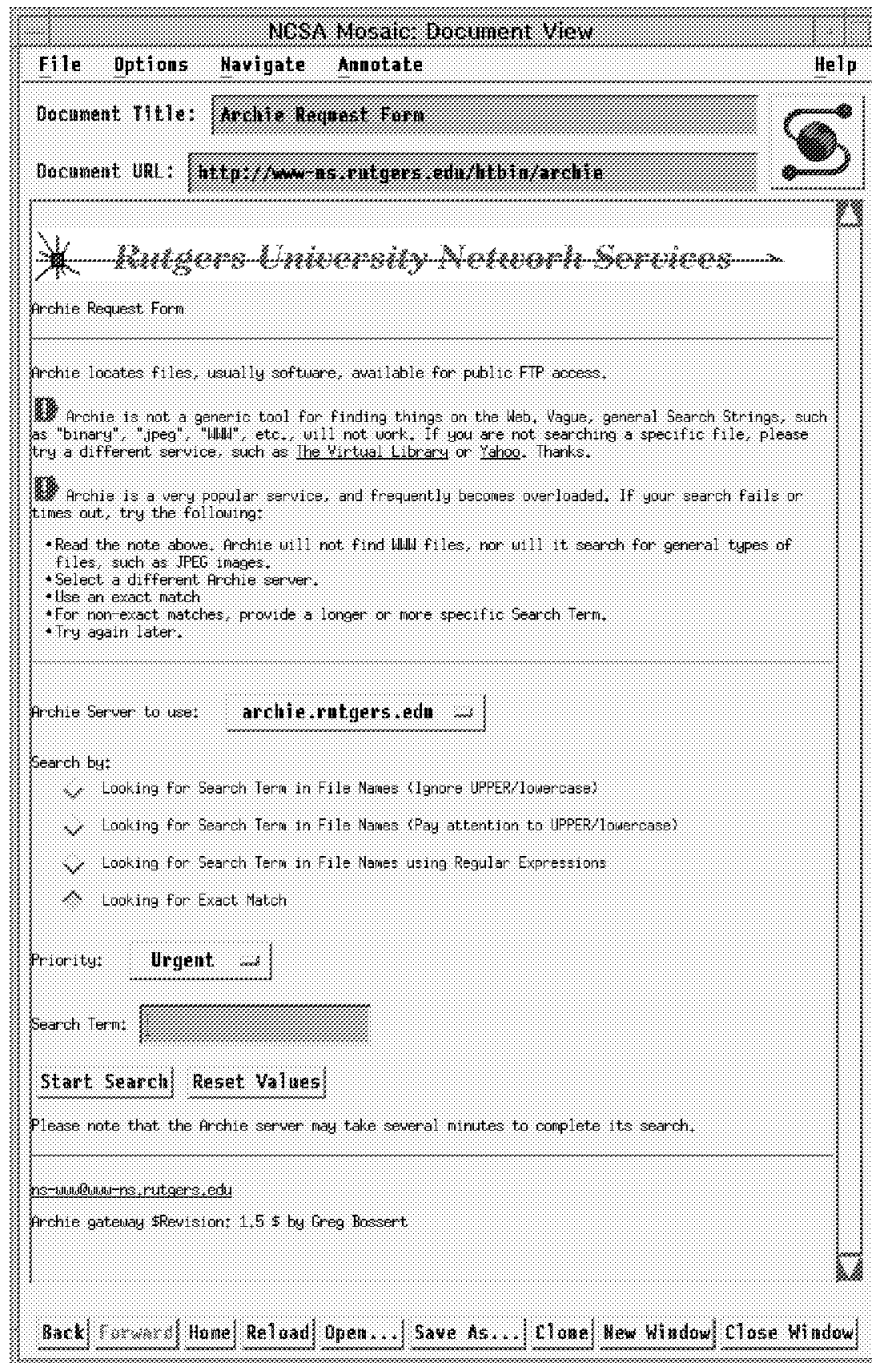 NCSA Mosaic: Document View
File Options Navigate Annotate Help
Document Title: Archie Request Form
Document URL: http://www-ns.rutgers.edu/htbin/archie
Rutgers University Network Services
Archie Request Form
Archie locates files, usually software, available for public FTP access.
! Archie is not a generic tool for finding things on the Web. Vague, general Search Strings, such
as "binary", "jpeg", "WWW", etc., will not work. If you are not searching a specific file, please
try a different service, such as The Virtual Library or Yahoo. Thanks.
! Archie is a very popular service, and frequently becomes overloaded. If your search fails or
times out, try the following:
•Read the note above. Archie will not find WWW files, nor will it search for general types of
files, such as JPEG images.
•Select a different Archie server.
•Use an exact match
•For non-exact matches, provide a longer or more specific Search Term.
•Try again later.
Archie Server to use: archie.rutgers.edu
Search by:
Looking for Search Term in File Names (Ignore UPPER/lowercase)
Looking for Search Term in File Names (Pay attention to UPPER/lowercase)
Looking for Search Term in File Names using Regular Expressions
Looking for Exact Match
Priority: Urgent
Search Term:
Start Search Reset Values
Please note that the Archie server may take several minutes to complete its search.
ns-www@www-ns.rutgers.edu
Archie gateway $Revision: 1.5 $ by Greg Bossert
Back Forward Home Reload Open... Save As... Clone New Window Close Window